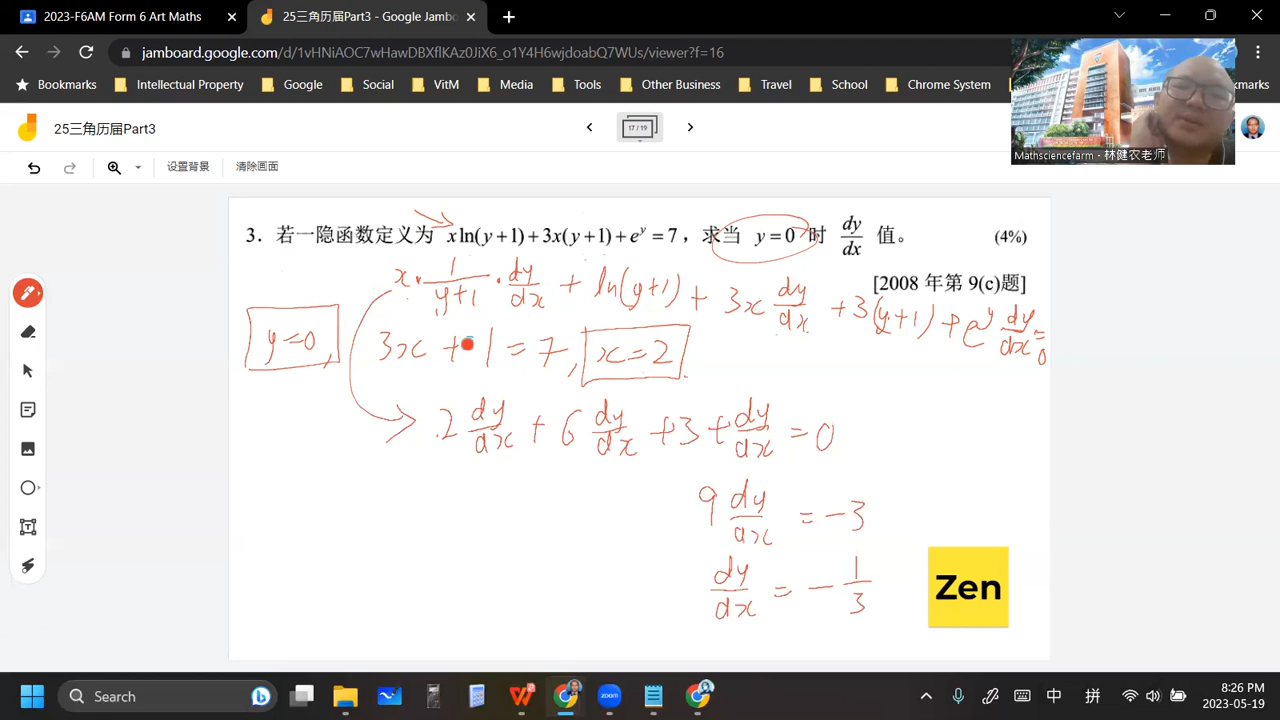 2023-F6AM Form 6 Art Maths
25三角历届Part3 - Google Jambo
jamboard.google.com/d/1vHNiAQCt7wHawDBXflKAz0JiX6_o1Y4H6wjdoabQ7WUs/viewer?f=16
Bookmarks Intellectual Property Google VitM Media Tools Other Business Travel School Chrome System Bookmarks
25三角历届Part3
17 / 19
Mathsciencefarm - 林健农老师
设置背景 清除画面
3. 若一隐函数定义为 x ln(y+1)+3x(y+1)+e^y = 7，求当 y=0 时 dy/dx 值。 (4%)
[2008 年第 9(c)题]
x · 1/(y+1) · dy/dx + ln(y+1) + 3x dy/dx + 3(y+1) + e^y dy/dx = 0
y=0, 3x + 1 = 7, x=2
2 dy/dx + 6 dy/dx + 3 + dy/dx = 0
9 dy/dx = -3
dy/dx = - 1/3
Zen
Search
中 拼
8:26 PM
2023-05-19